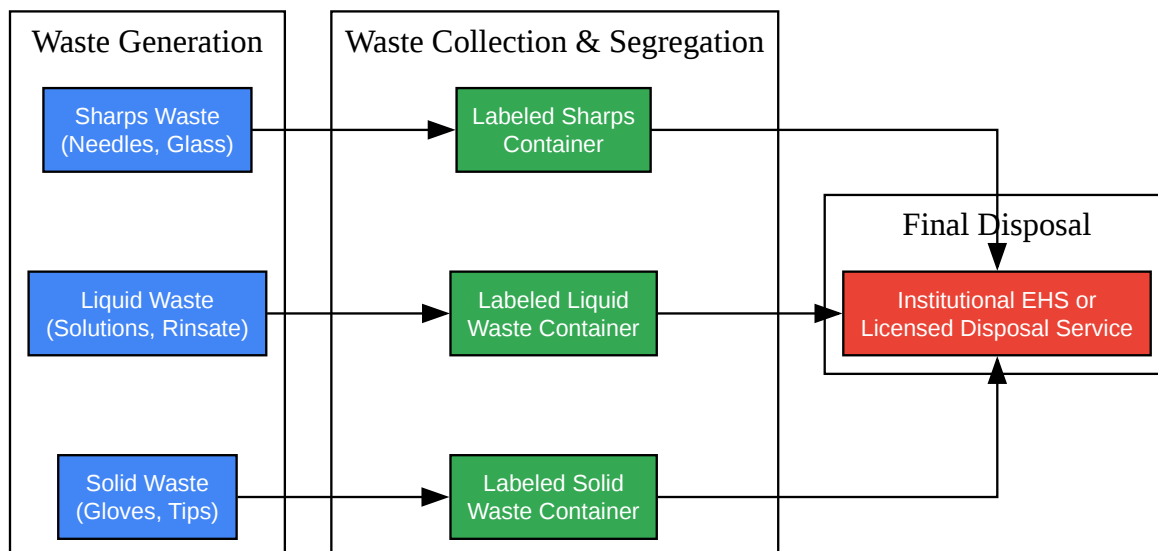 Waste Generation
Sharps Waste
(Needles, Glass)
Liquid Waste
(Solutions, Rinsate)
Solid Waste
(Gloves, Tips)
Waste Collection & Segregation
Labeled Sharps
Container
Labeled Liquid
Waste Container
Labeled Solid
Waste Container
Final Disposal
Institutional EHS or
Licensed Disposal Service